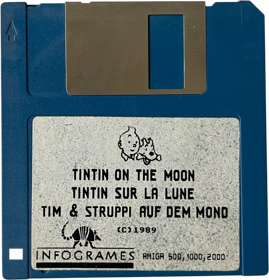 TINTIN ON THE MOON
TINTIN SUR LA LUNE
TIM & STRUPPI AUF DEM MOND
(C)1989
INFOGRAMES AMIGA 500,1000,2000